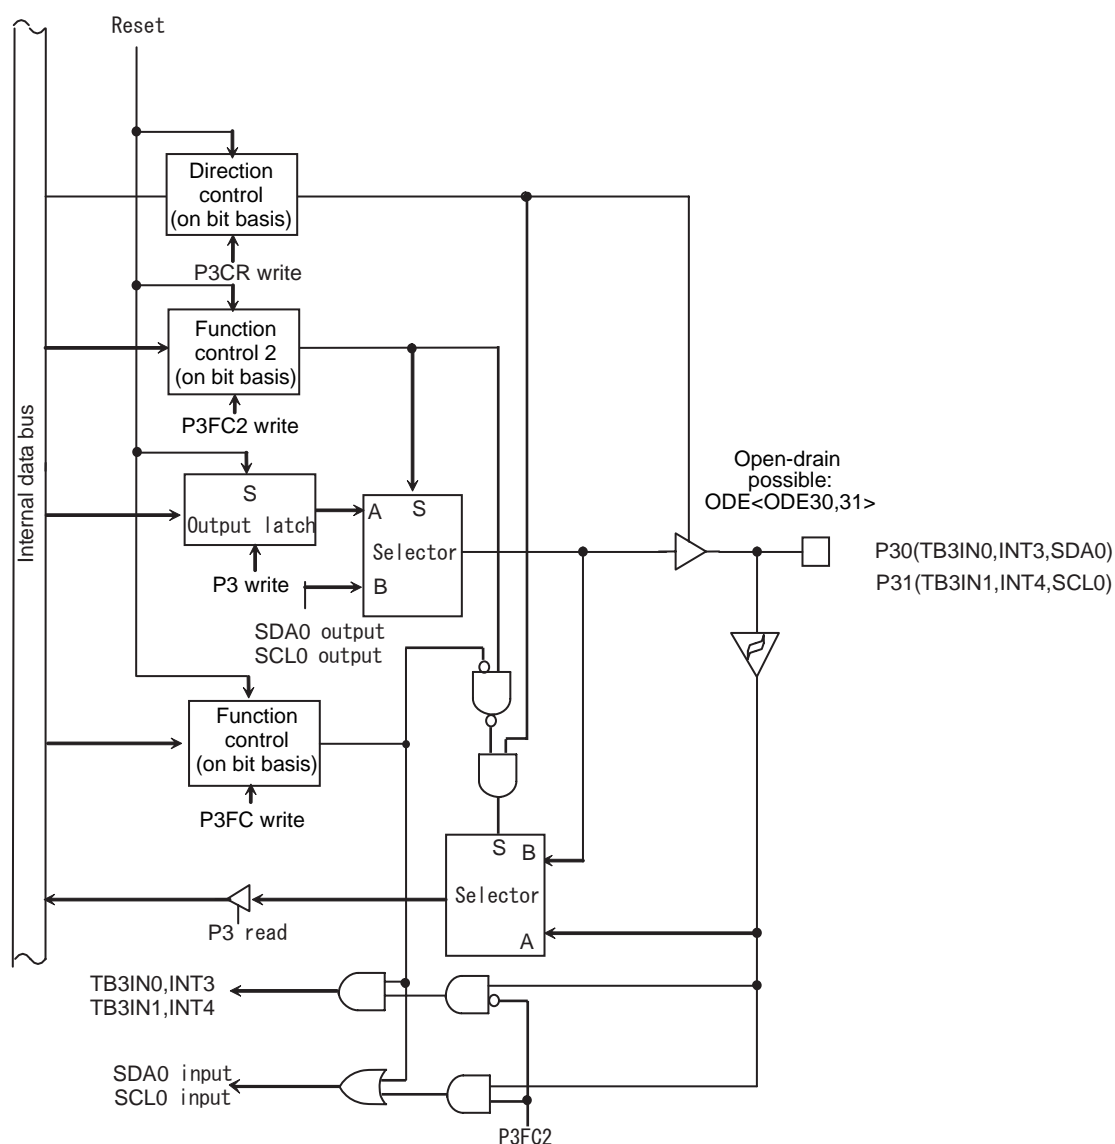 Reset
Internal data bus
Direction
control
(on bit basis)
P3CR write
Function
control 2
(on bit basis)
P3FC2 write
S
Output latch
P3 write
A
S
Selector
B
SDA0 output
SCL0 output
Open-drain
possible:
ODE<ODE30,31>
P30(TB3IN0,INT3,SDA0)
P31(TB3IN1,INT4,SCL0)
Function
control
(on bit basis)
P3FC write
S
B
Selector
A
P3 read
TB3IN0,INT3
TB3IN1,INT4
SDA0 input
SCL0 input
P3FC2